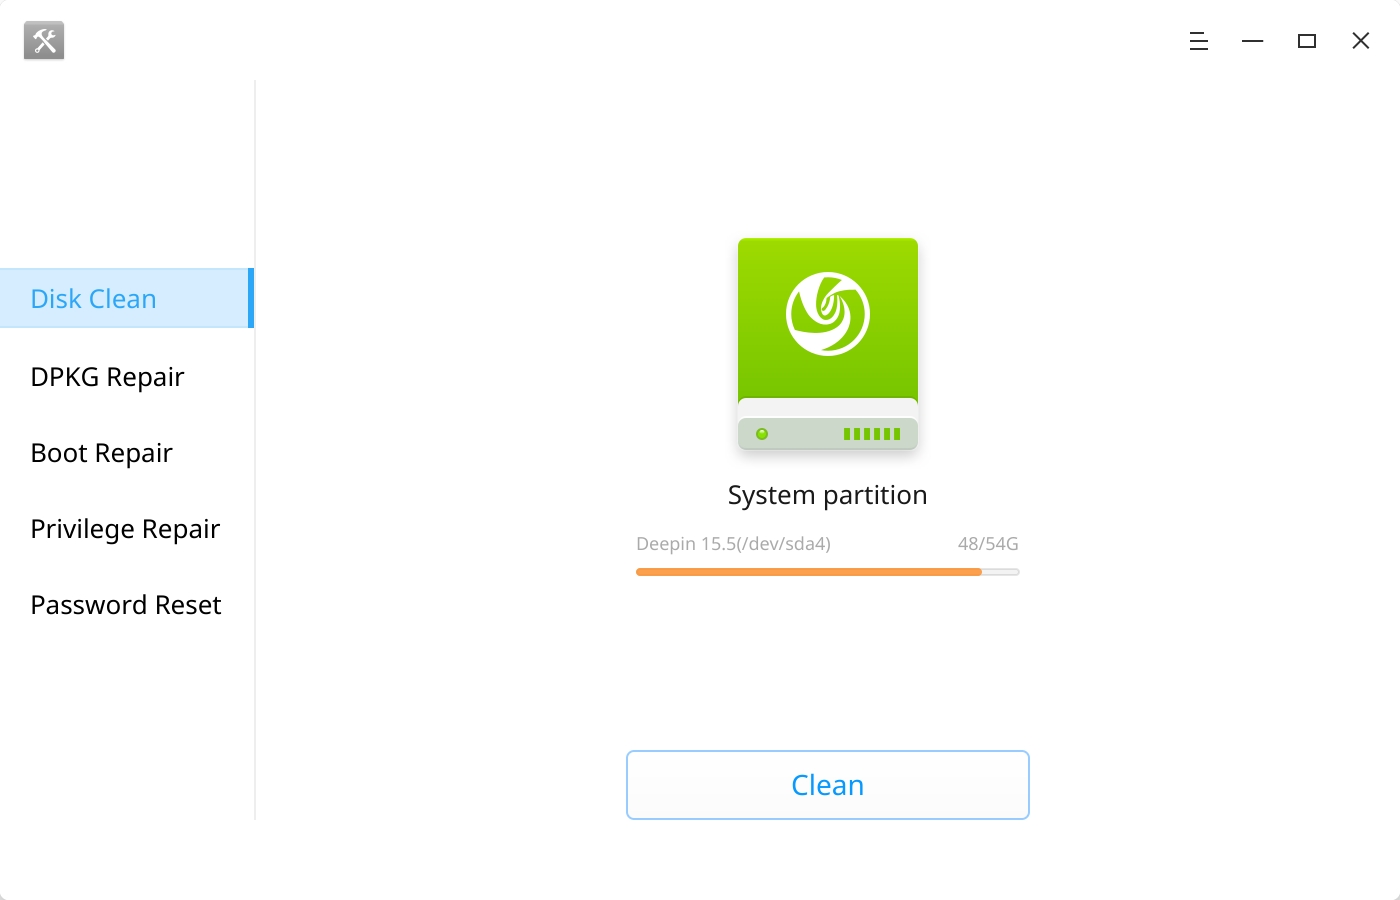 Disk Clean
DPKG Repair
Boot Repair
Privilege Repair
Password Reset
System partition
Deepin 15.5(/dev/sda4) 48/54G
Clean